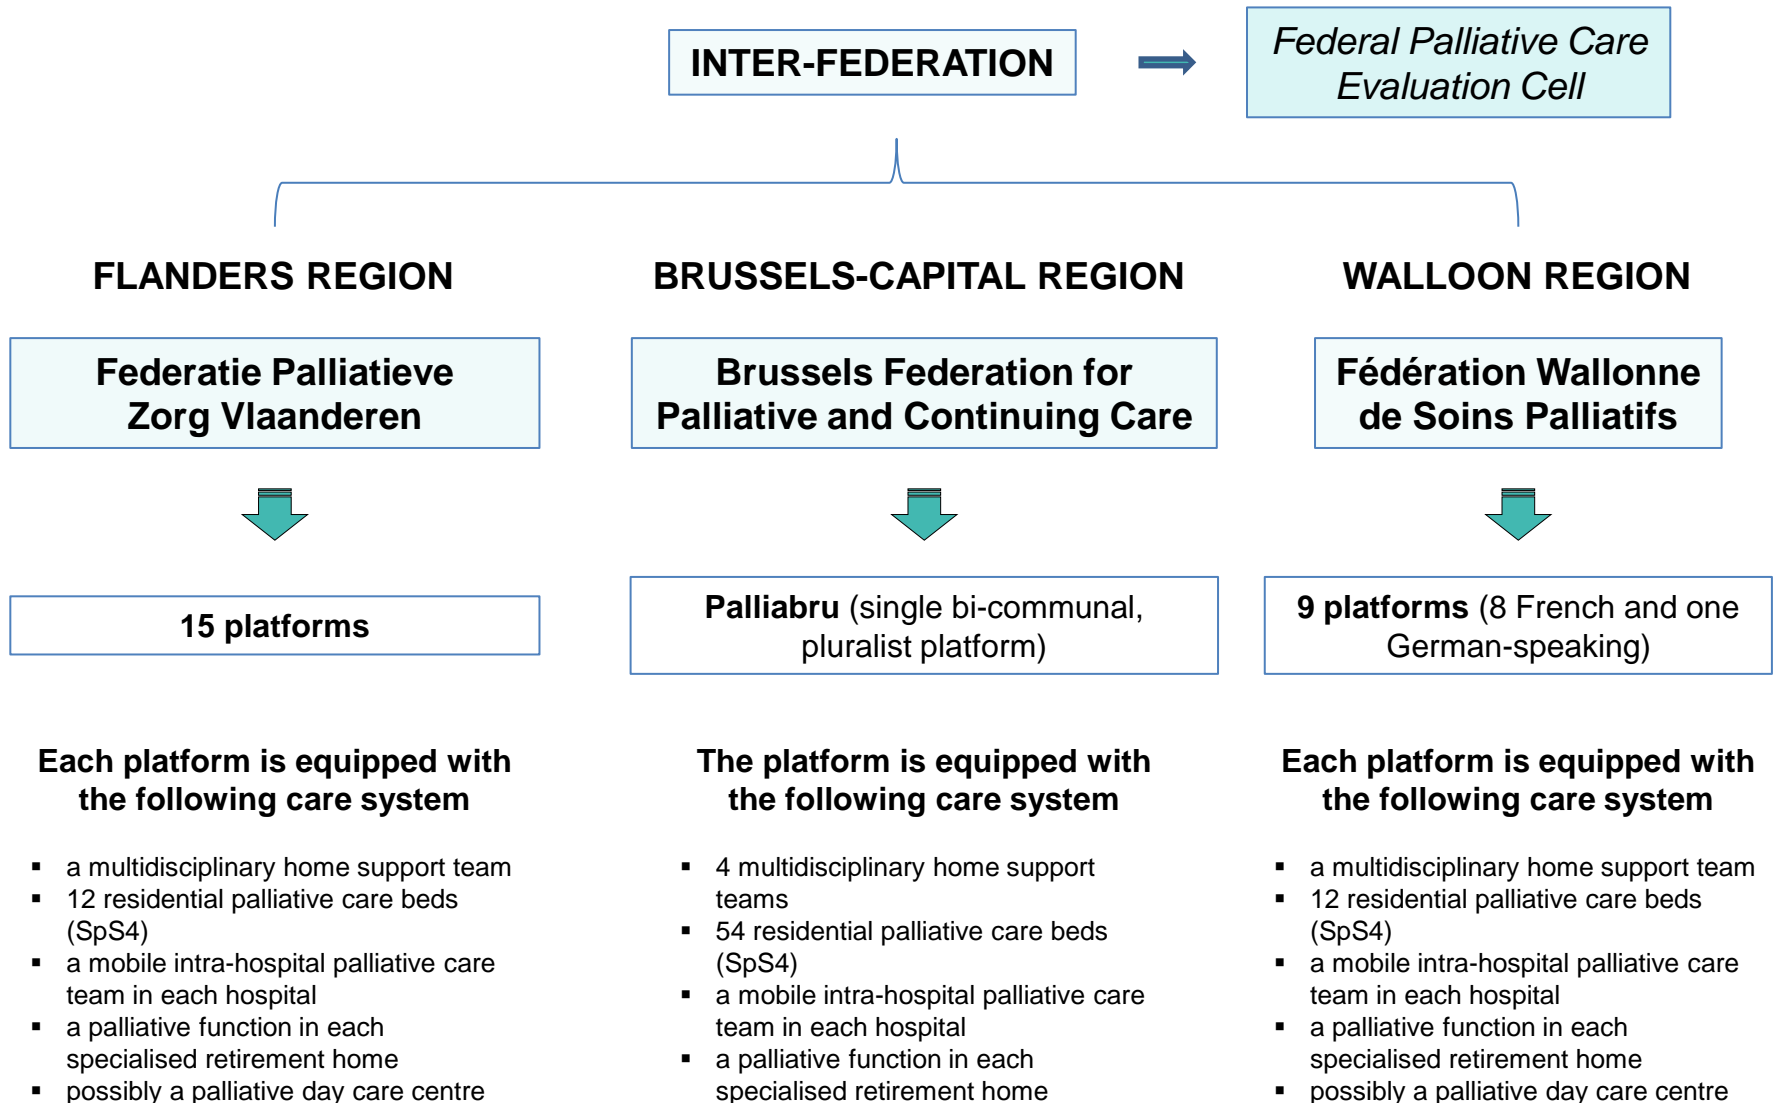 INTER-FEDERATION
Federal Palliative Care
Evaluation Cell
FLANDERS REGION
Federatie Palliatieve
Zorg Vlaanderen
15 platforms
Each platform is equipped with
the following care system
▪ a multidisciplinary home support team
▪ 12 residential palliative care beds
(SpS4)
▪ a mobile intra-hospital palliative care
team in each hospital
▪ a palliative function in each
specialised retirement home
▪ possibly a palliative day care centre
BRUSSELS-CAPITAL REGION
Brussels Federation for
Palliative and Continuing Care
Palliabru (single bi-communal,
pluralist platform)
The platform is equipped with
the following care system
▪ 4 multidisciplinary home support
teams
▪ 54 residential palliative care beds
(SpS4)
▪ a mobile intra-hospital palliative care
team in each hospital
▪ a palliative function in each
specialised retirement home
WALLOON REGION
Fédération Wallonne
de Soins Palliatifs
9 platforms (8 French and one
German-speaking)
Each platform is equipped with
the following care system
▪ a multidisciplinary home support team
▪ 12 residential palliative care beds
(SpS4)
▪ a mobile intra-hospital palliative care
team in each hospital
▪ a palliative function in each
specialised retirement home
▪ possibly a palliative day care centre